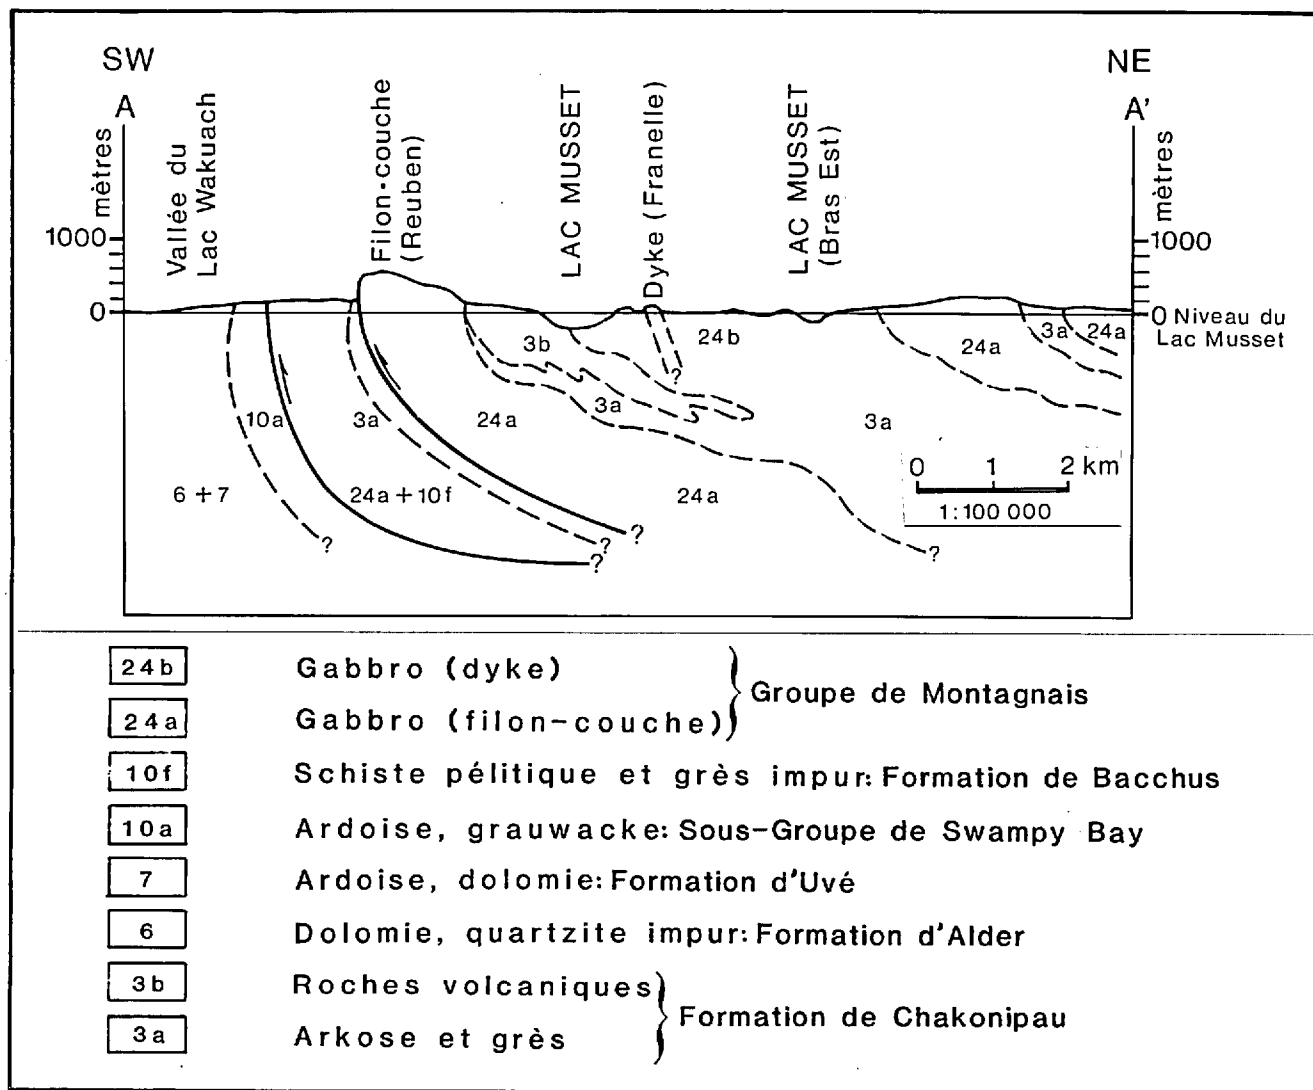 SW
NE
A
A'
mètres
Vallée du
Lac Wakuach
Filon-couche
(Reuben)
LAC MUSSET
Dyke (Franelle)
LAC MUSSET
(Bras Est)
mètres
1000
1000
0
0 Niveau du
Lac Musset
3b
24b
24a
3a
24a
10a
3a
24a
3a
3a
6+7
24a+10f
24a
?
?
?
?
?
?
0 1 2 km
1:100 000
24b Gabbro (dyke)
24a Gabbro (filon-couche)
Groupe de Montagnais
10f Schiste pélitique et grès impur: Formation de Bacchus
10a Ardoise, grauwacke: Sous-Groupe de Swampy Bay
7 Ardoise, dolomie: Formation d'Uvé
6 Dolomie, quartzite impur: Formation d'Alder
3b Roches volcaniques
3a Arkose et grès
Formation de Chakonipau